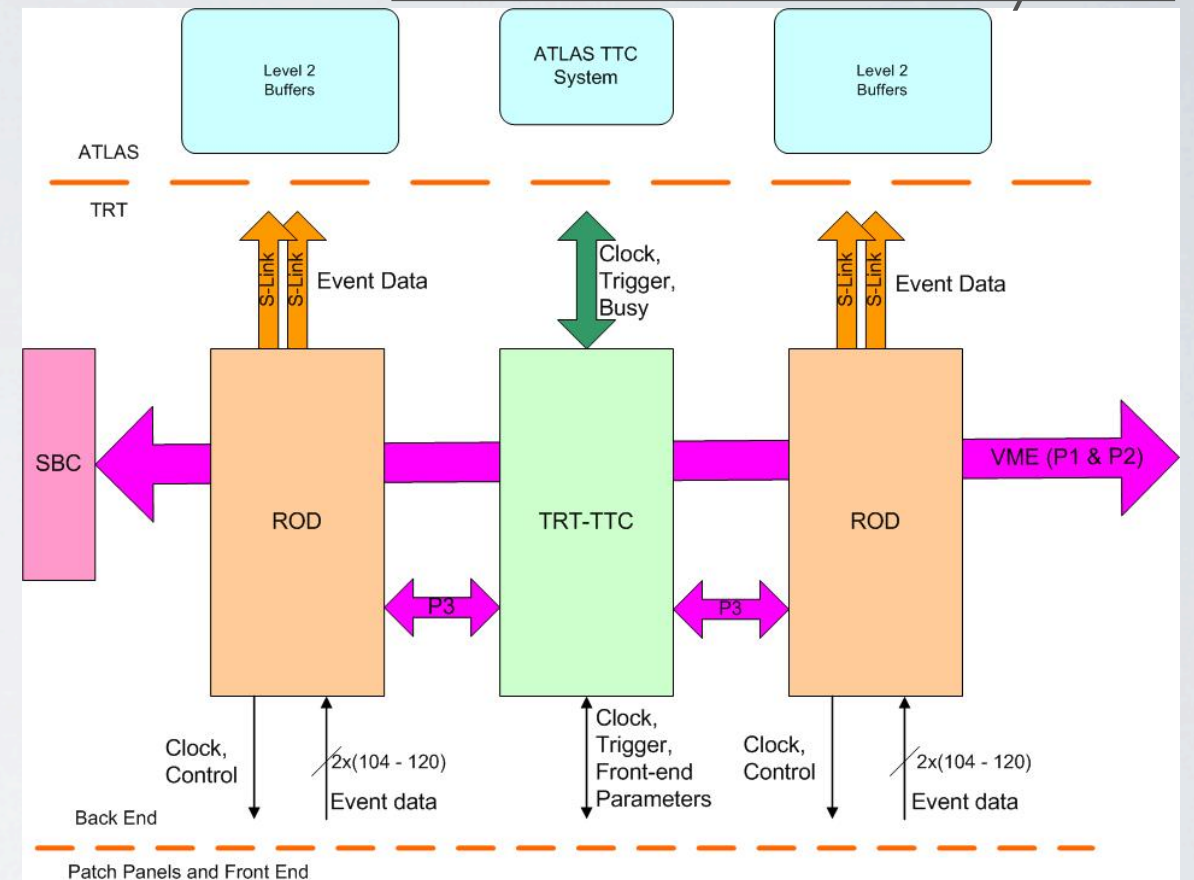 Level 2
Buffers
ATLAS TTC
System
Level 2
Buffers
ATLAS
TRT
S-Link
S-Link
Event Data
Clock,
Trigger,
Busy
S-Link
S-Link
Event Data
SBC
ROD
TRT-TTC
ROD
VME (P1 & P2)
P3
P3
Clock,
Control
2x(104 - 120)
Event data
Clock,
Trigger,
Front-end
Parameters
Clock,
Control
2x(104 - 120)
Event data
Back End
Patch Panels and Front End